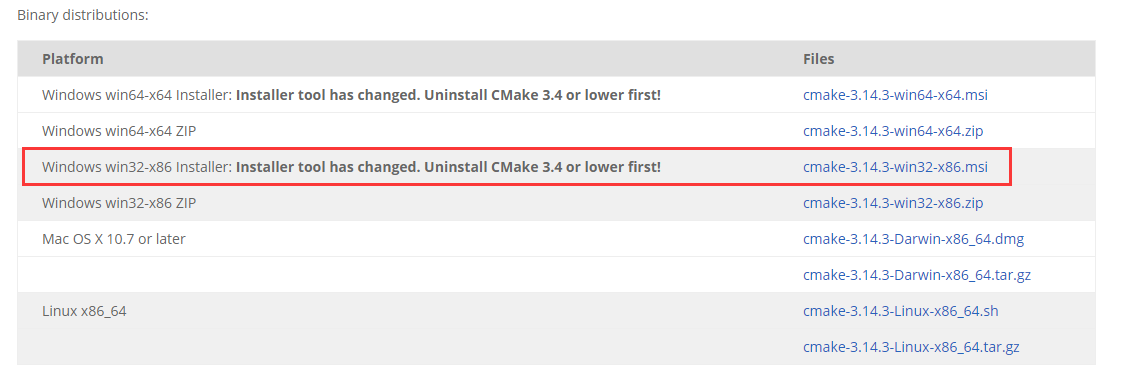 Binary distributions:
Platform Files
Windows win64-x64 Installer: Installer tool has changed. Uninstall CMake 3.4 or lower first! cmake-3.14.3-win64-x64.msi
Windows win64-x64 ZIP cmake-3.14.3-win64-x64.zip
Windows win32-x86 Installer: Installer tool has changed. Uninstall CMake 3.4 or lower first! cmake-3.14.3-win32-x86.msi
Windows win32-x86 ZIP cmake-3.14.3-win32-x86.zip
Mac OS X 10.7 or later cmake-3.14.3-Darwin-x86_64.dmg
cmake-3.14.3-Darwin-x86_64.tar.gz
Linux x86_64 cmake-3.14.3-Linux-x86_64.sh
cmake-3.14.3-Linux-x86_64.tar.gz